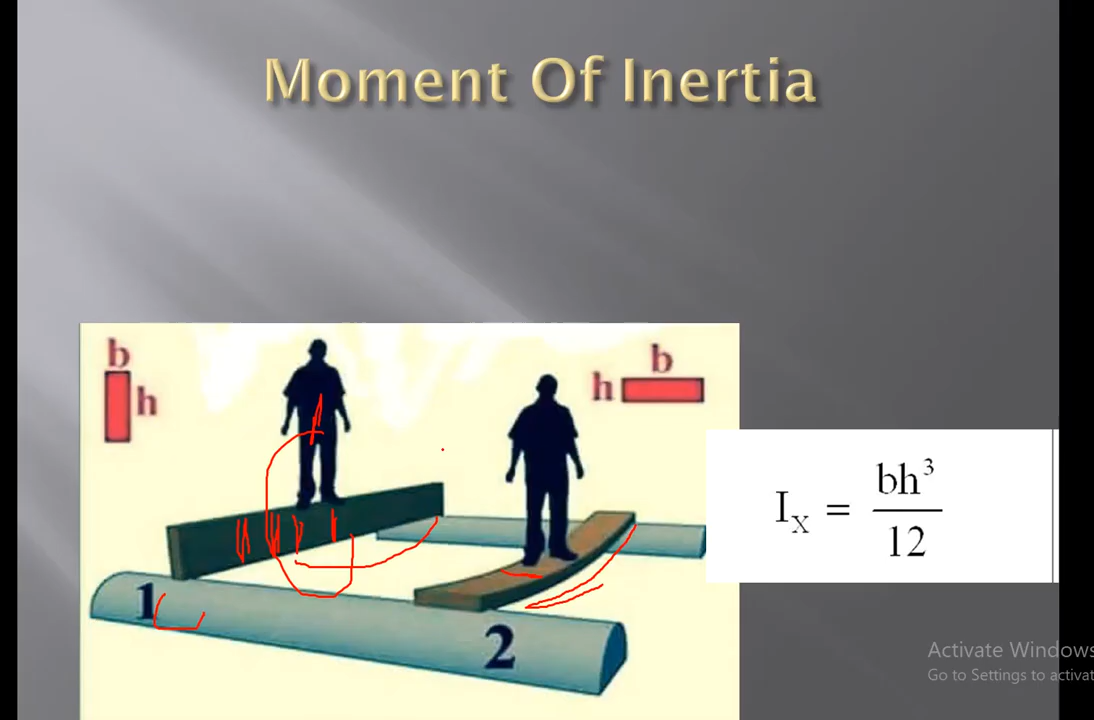 Moment Of Inertia
b
h
b
h
1
2
I_X = bh³
12
Activate Windows
Go to Settings to activat